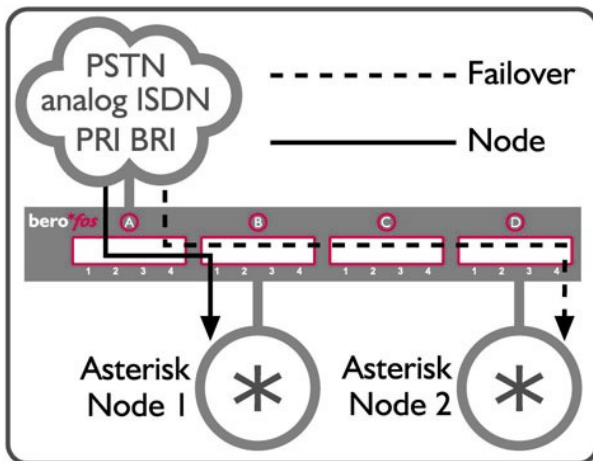 PSTN
analog ISDN
PRI BRI
Failover
Node
bero*fos
A B C D
1 2 3 4 1 2 3 4 1 2 3 4 1 2 3 4
Asterisk
Node 1
Asterisk
Node 2